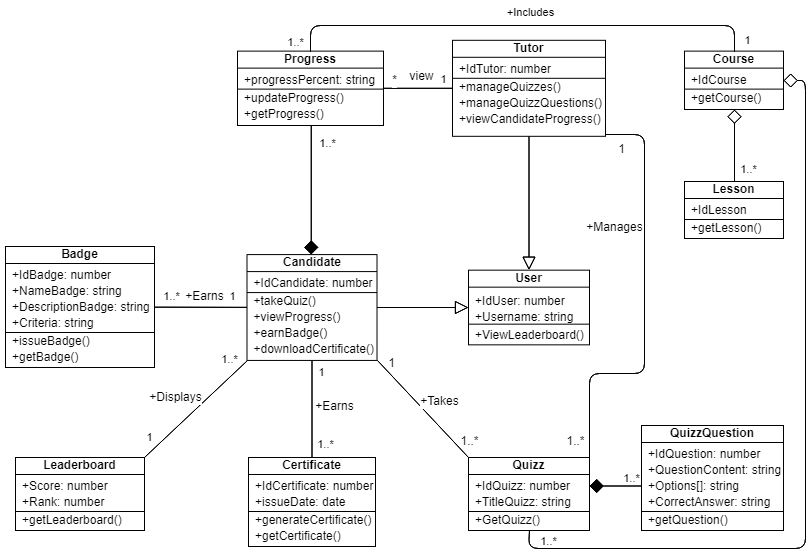 +Includes
1..*
1
Progress
+progressPercent: string
+updateProgress()
+getProgress()
*
view
1
Tutor
+IdTutor: number
+manageQuizzes()
+manageQuizzQuestions()
+viewCandidateProgress()
Course
+IdCourse
+getCourse()
1..*
1
1..*
Lesson
+IdLesson
+getLesson()
+Manages
Badge
+IdBadge: number
+NameBadge: string
+DescriptionBadge: string
+Criteria: string
+issueBadge()
+getBadge()
1..*
+Earns
1
Candidate
+IdCandidate: number
+takeQuiz()
+viewProgress()
+earnBadge()
+downloadCertificate()
User
+IdUser: number
+Username: string
+ViewLeaderboard()
1..*
1
1
+Displays
+Earns
+Takes
1
1..*
1..*
1..*
Leaderboard
+Score: number
+Rank: number
+getLeaderboard()
Certificate
+IdCertificate: number
+issueDate: date
+generateCertificate()
+getCertificate()
Quizz
+IdQuizz: number
+TitleQuizz: string
+GetQuizz()
1..*
QuizzQuestion
+IdQuestion: number
+QuestionContent: string
+Options[]: string
+CorrectAnswer: string
+getQuestion()
1..*